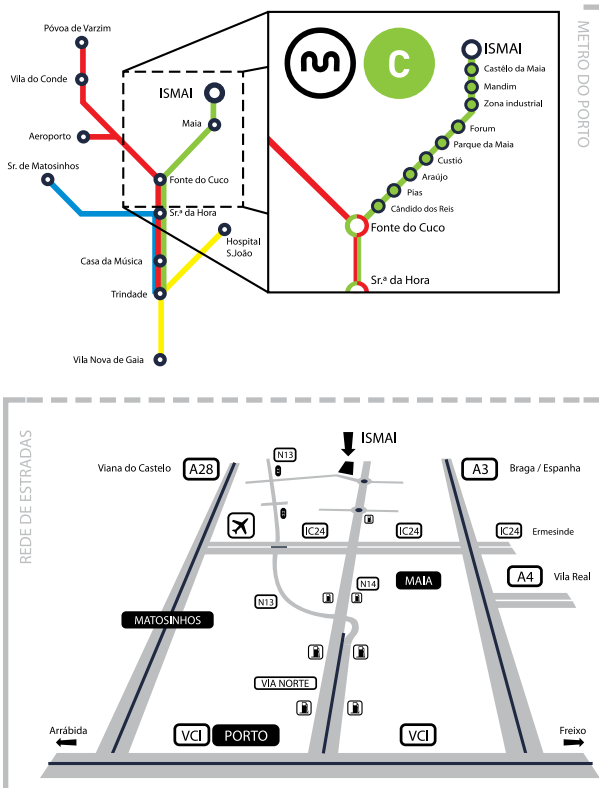 METRO DO PORTO
Póvoa de Varzim
Vila do Conde
Aeroporto
Sr. de Matosinhos
ISMAI
Maia
Fonte do Cuco
Sr.ª da Hora
Hospital
S.João
Casa da Música
Trindade
Vila Nova de Gaia
C
ISMAI
Castêlo da Maia
Mandim
Zona industrial
Forum
Parque da Maia
Custió
Araújo
Pias
Cândido dos Reis
Fonte do Cuco
Sr.ª da Hora
REDE DE ESTRADAS
ISMAI
N13
Viana do Castelo
A28
A3
Braga / Espanha
IC24
IC24
IC24
Ermesinde
A4
Vila Real
N14
MAIA
N13
MATOSINHOS
VÍA NORTE
Arrábida
VCI
PORTO
VCI
Freixo